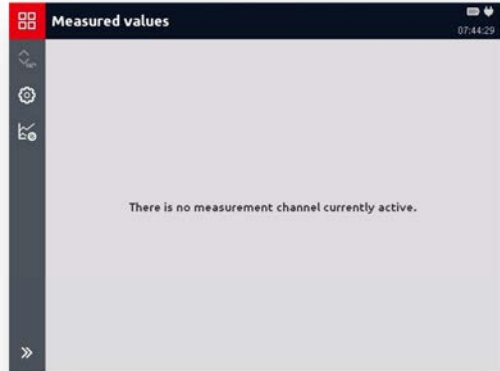 Measured values
07:44:29
There is no measurement channel currently active.